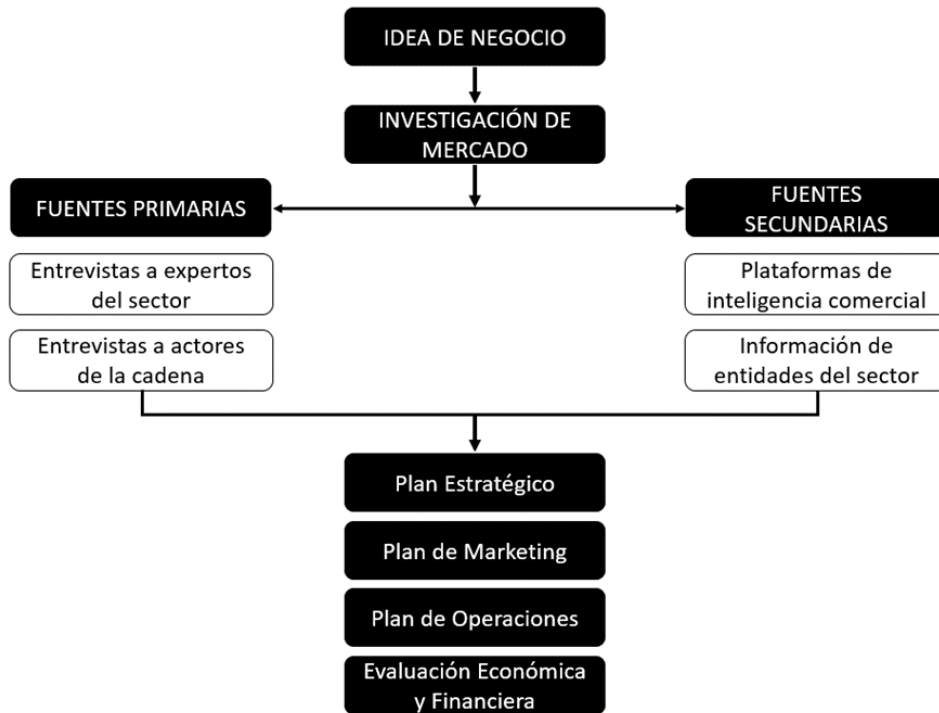 IDEA DE NEGOCIO
INVESTIGACIÓN DE
MERCADO
FUENTES PRIMARIAS
FUENTES
SECUNDARIAS
Entrevistas a expertos
del sector
Plataformas de
inteligencia comercial
Entrevistas a actores
de la cadena
Información de
entidades del sector
Plan Estratégico
Plan de Marketing
Plan de Operaciones
Evaluación Económica
y Financiera